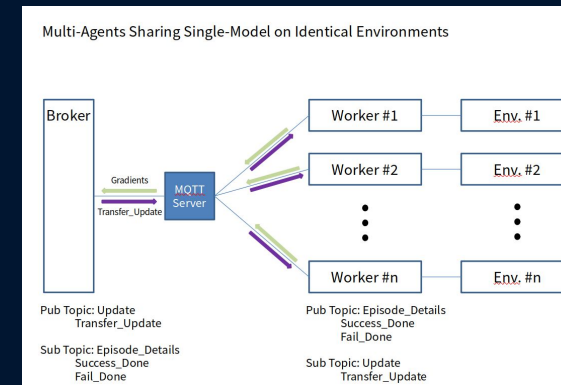 Multi-Agents Sharing Single-Model on Identical Environments
Broker
Gradients
Transfer_Update
MQTT
Server
Worker #1
Env. #1
Worker #2
Env. #2
Worker #n
Env. #n
Pub Topic: Update
Transfer_Update
Sub Topic: Episode_Details
Success_Done
Fail_Done
Pub Topic: Episode_Details
Success_Done
Fail_Done
Sub Topic: Update
Transfer_Update